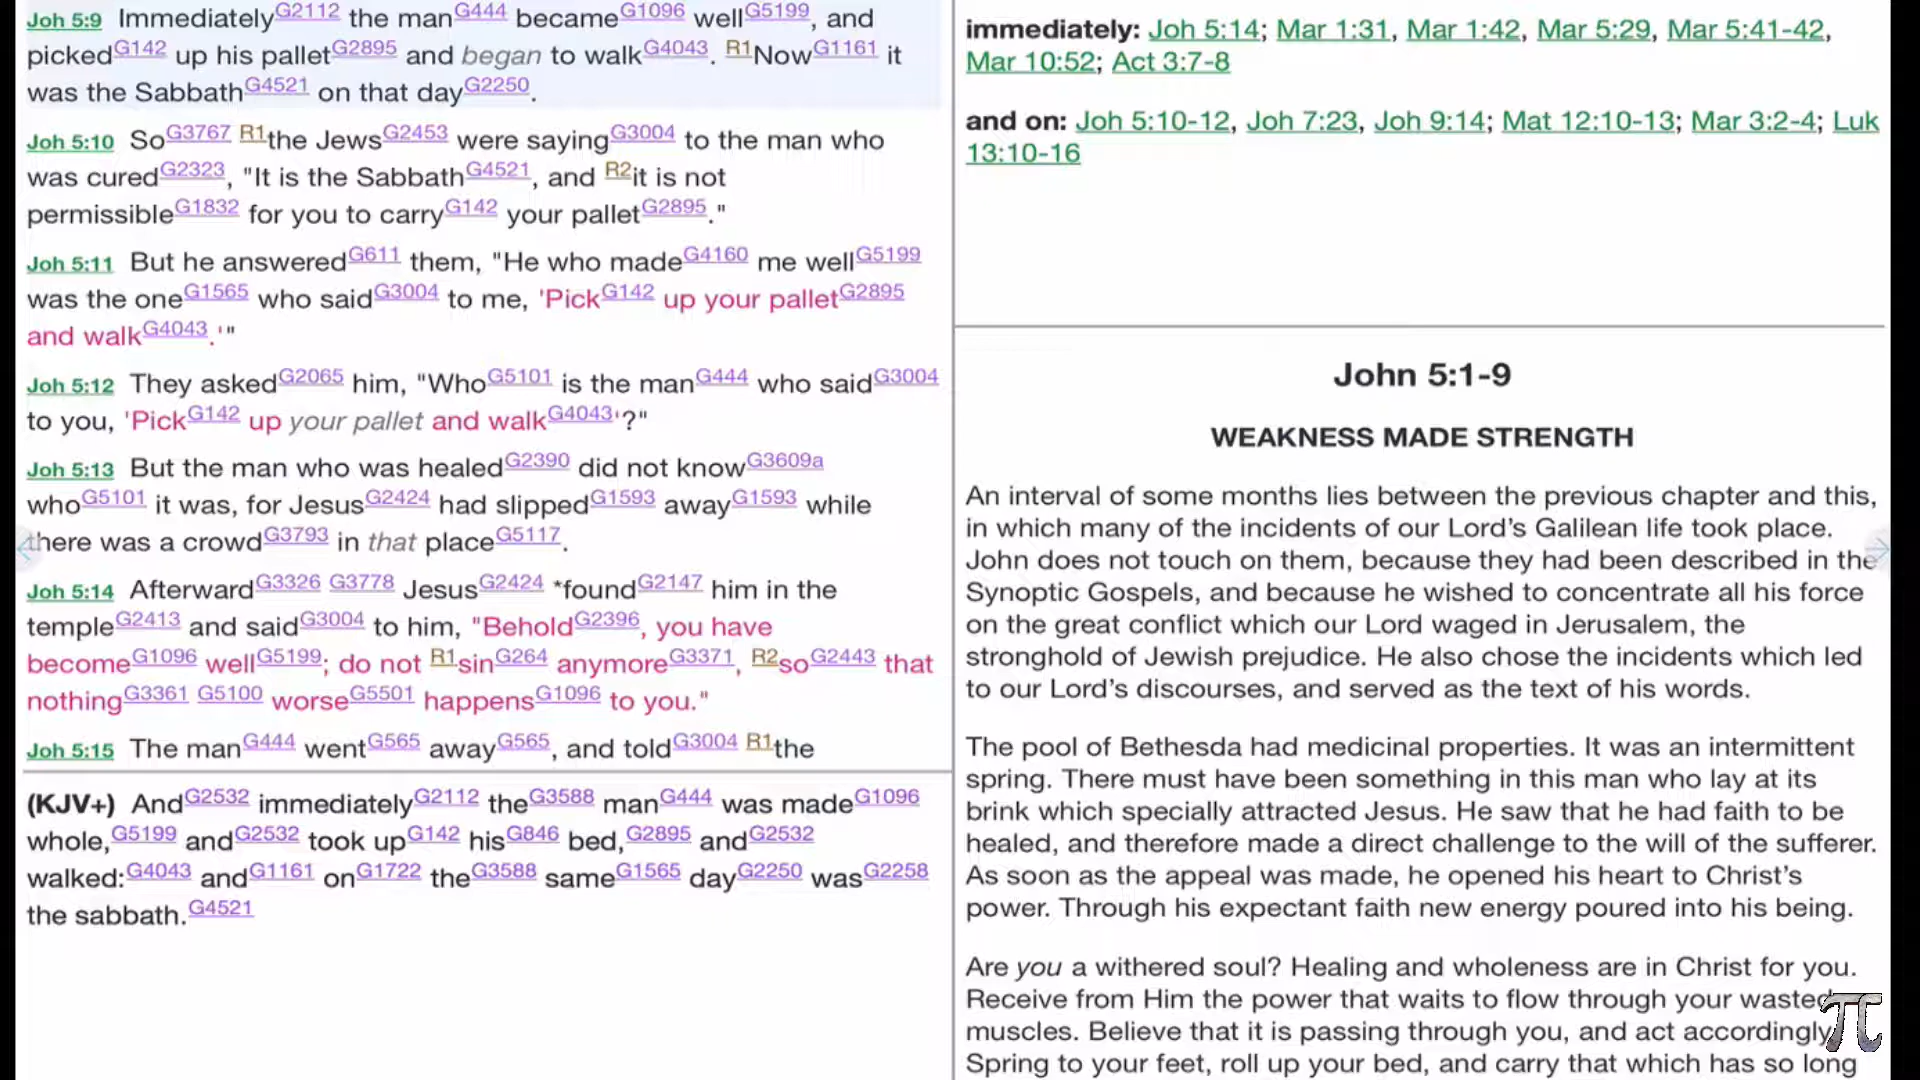 Joh 5:9 ImmediatelyG2112 the manG444 becameG1096 wellG5199, and
pickedG142 up his palletG2895 and began to walkG4043. R1NowG1161 it
was the SabbathG4521 on that dayG2250.
Joh 5:10 SoG3767 R1the JewsG2453 were sayingG3004 to the man who
was curedG2323, "It is the SabbathG4521, and R2it is not
permissibleG1832 for you to carryG142 your palletG2895."
Joh 5:11 But he answeredG611 them, "He who madeG4160 me wellG5199
was the oneG1565 who saidG3004 to me, 'PickG142 up your palletG2895
and walkG4043.'"
Joh 5:12 They askedG2065 him, "WhoG5101 is the manG444 who saidG3004
to you, 'PickG142 up your pallet and walkG4043'?"
Joh 5:13 But the man who was healedG2390 did not knowG3609a
whoG5101 it was, for JesusG2424 had slippedG1593 awayG1593 while
there was a crowdG3793 in that placeG5117.
Joh 5:14 AfterwardG3326 G3778 JesusG2424 *foundG2147 him in the
templeG2413 and saidG3004 to him, "BeholdG2396, you have
becomeG1096 wellG5199; do not R1sinG264 anymoreG3371, R2soG2443 that
nothingG3361 G5100 worseG5501 happensG1096 to you."
Joh 5:15 The manG444 wentG565 awayG565, and toldG3004 R1the
(KJV+) AndG2532 immediatelyG2112 theG3588 manG444 was madeG1096
whole,G5199 andG2532 took upG142 hisG846 bed,G2895 andG2532
walked:G4043 andG1161 onG1722 theG3588 sameG1565 dayG2250 wasG2258
the sabbath.G4521
immediately: Joh 5:14; Mar 1:31, Mar 1:42, Mar 5:29, Mar 5:41-42,
Mar 10:52; Act 3:7-8
and on: Joh 5:10-12, Joh 7:23, Joh 9:14; Mat 12:10-13; Mar 3:2-4; Luk
13:10-16
John 5:1-9
WEAKNESS MADE STRENGTH
An interval of some months lies between the previous chapter and this,
in which many of the incidents of our Lord’s Galilean life took place.
John does not touch on them, because they had been described in the
Synoptic Gospels, and because he wished to concentrate all his force
on the great conflict which our Lord waged in Jerusalem, the
stronghold of Jewish prejudice. He also chose the incidents which led
to our Lord’s discourses, and served as the text of his words.
The pool of Bethesda had medicinal properties. It was an intermittent
spring. There must have been something in this man who lay at its
brink which specially attracted Jesus. He saw that he had faith to be
healed, and therefore made a direct challenge to the will of the sufferer.
As soon as the appeal was made, he opened his heart to Christ’s
power. Through his expectant faith new energy poured into his being.
Are you a withered soul? Healing and wholeness are in Christ for you.
Receive from Him the power that waits to flow through your wasted
muscles. Believe that it is passing through you, and act accordingly
Spring to your feet, roll up your bed, and carry that which has so long
π